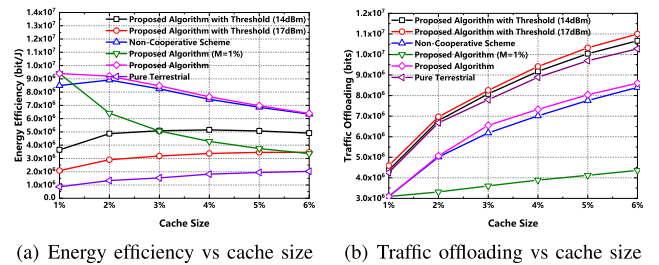 1.4x10⁷
1.3x10⁷
1.2x10⁷
1.1x10⁷
1.0x10⁷
9.0x10⁶
8.0x10⁶
7.0x10⁶
6.0x10⁶
5.0x10⁶
4.0x10⁶
3.0x10⁶
2.0x10⁶
1.0x10⁶
0.0
Energy Efficiency (bit/J)
Proposed Algorithm with Threshold (14dBm)
Proposed Algorithm with Threshold (17dBm)
Non-Cooperative Scheme
Proposed Algorithm (M=1%)
Proposed Algorithm
Pure Terrestrial
1% 2% 3% 4% 5% 6%
Cache Size
(a) Energy efficiency vs cache size
1.2x10⁷
1.1x10⁷
1.0x10⁷
9.0x10⁶
8.0x10⁶
7.0x10⁶
6.0x10⁶
5.0x10⁶
4.0x10⁶
3.0x10⁶
Traffic Offloading (bits)
Proposed Algorithm with Threshold (14dBm)
Proposed Algorithm with Threshold (17dBm)
Non-Cooperative Scheme
Proposed Algorithm (M=1%)
Proposed Algorithm
Pure Terrestrial
1% 2% 3% 4% 5% 6%
Cache Size
(b) Traffic offloading vs cache size